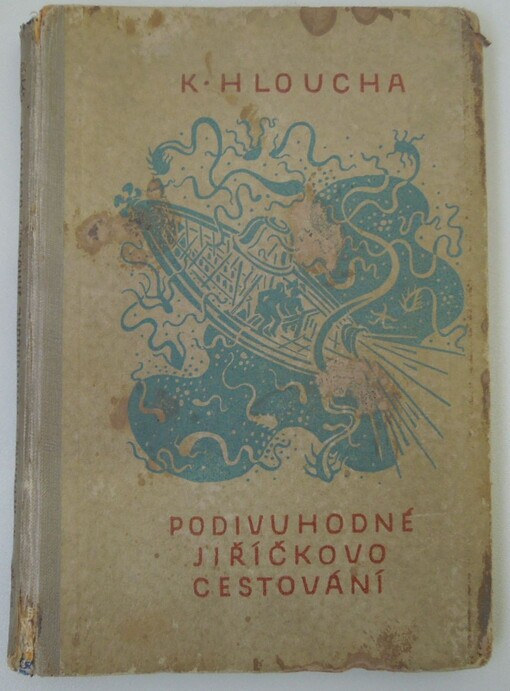 K·HLOUCHA
PODIVUHODNÉ
JIŘÍČKOVO
CESTOVÁNÍ